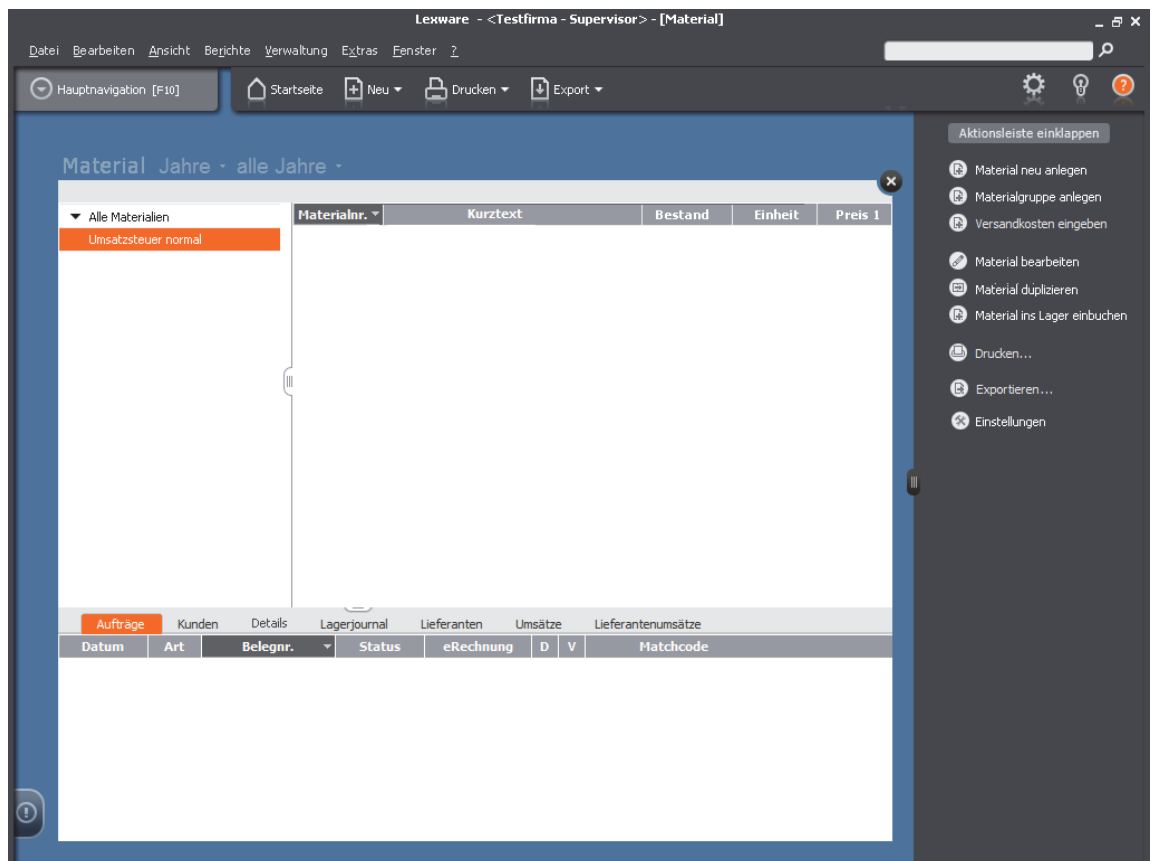 Lexware - <Testfirma - Supervisor> - [Material]
Datei Bearbeiten Ansicht Berichte Verwaltung Extras Fenster ?
Hauptnavigation [F10] Startseite Neu Drucken Export
Aktionsleiste einklappen
Material Jahre - alle Jahre -
Material neu anlegen
Materialgruppe anlegen
Versandkosten eingeben
Material bearbeiten
Material duplizieren
Material ins Lager einbuchen
Drucken...
Exportieren...
Einstellungen
Alle Materialien
Umsatzsteuer normal
Materialnr. Kurztext Bestand Einheit Preis 1
Aufträge Kunden Details Lagerjournal Lieferanten Umsätze Lieferantenumsätze
Datum Art Belegnr. Status eRechnung D V Matchcode